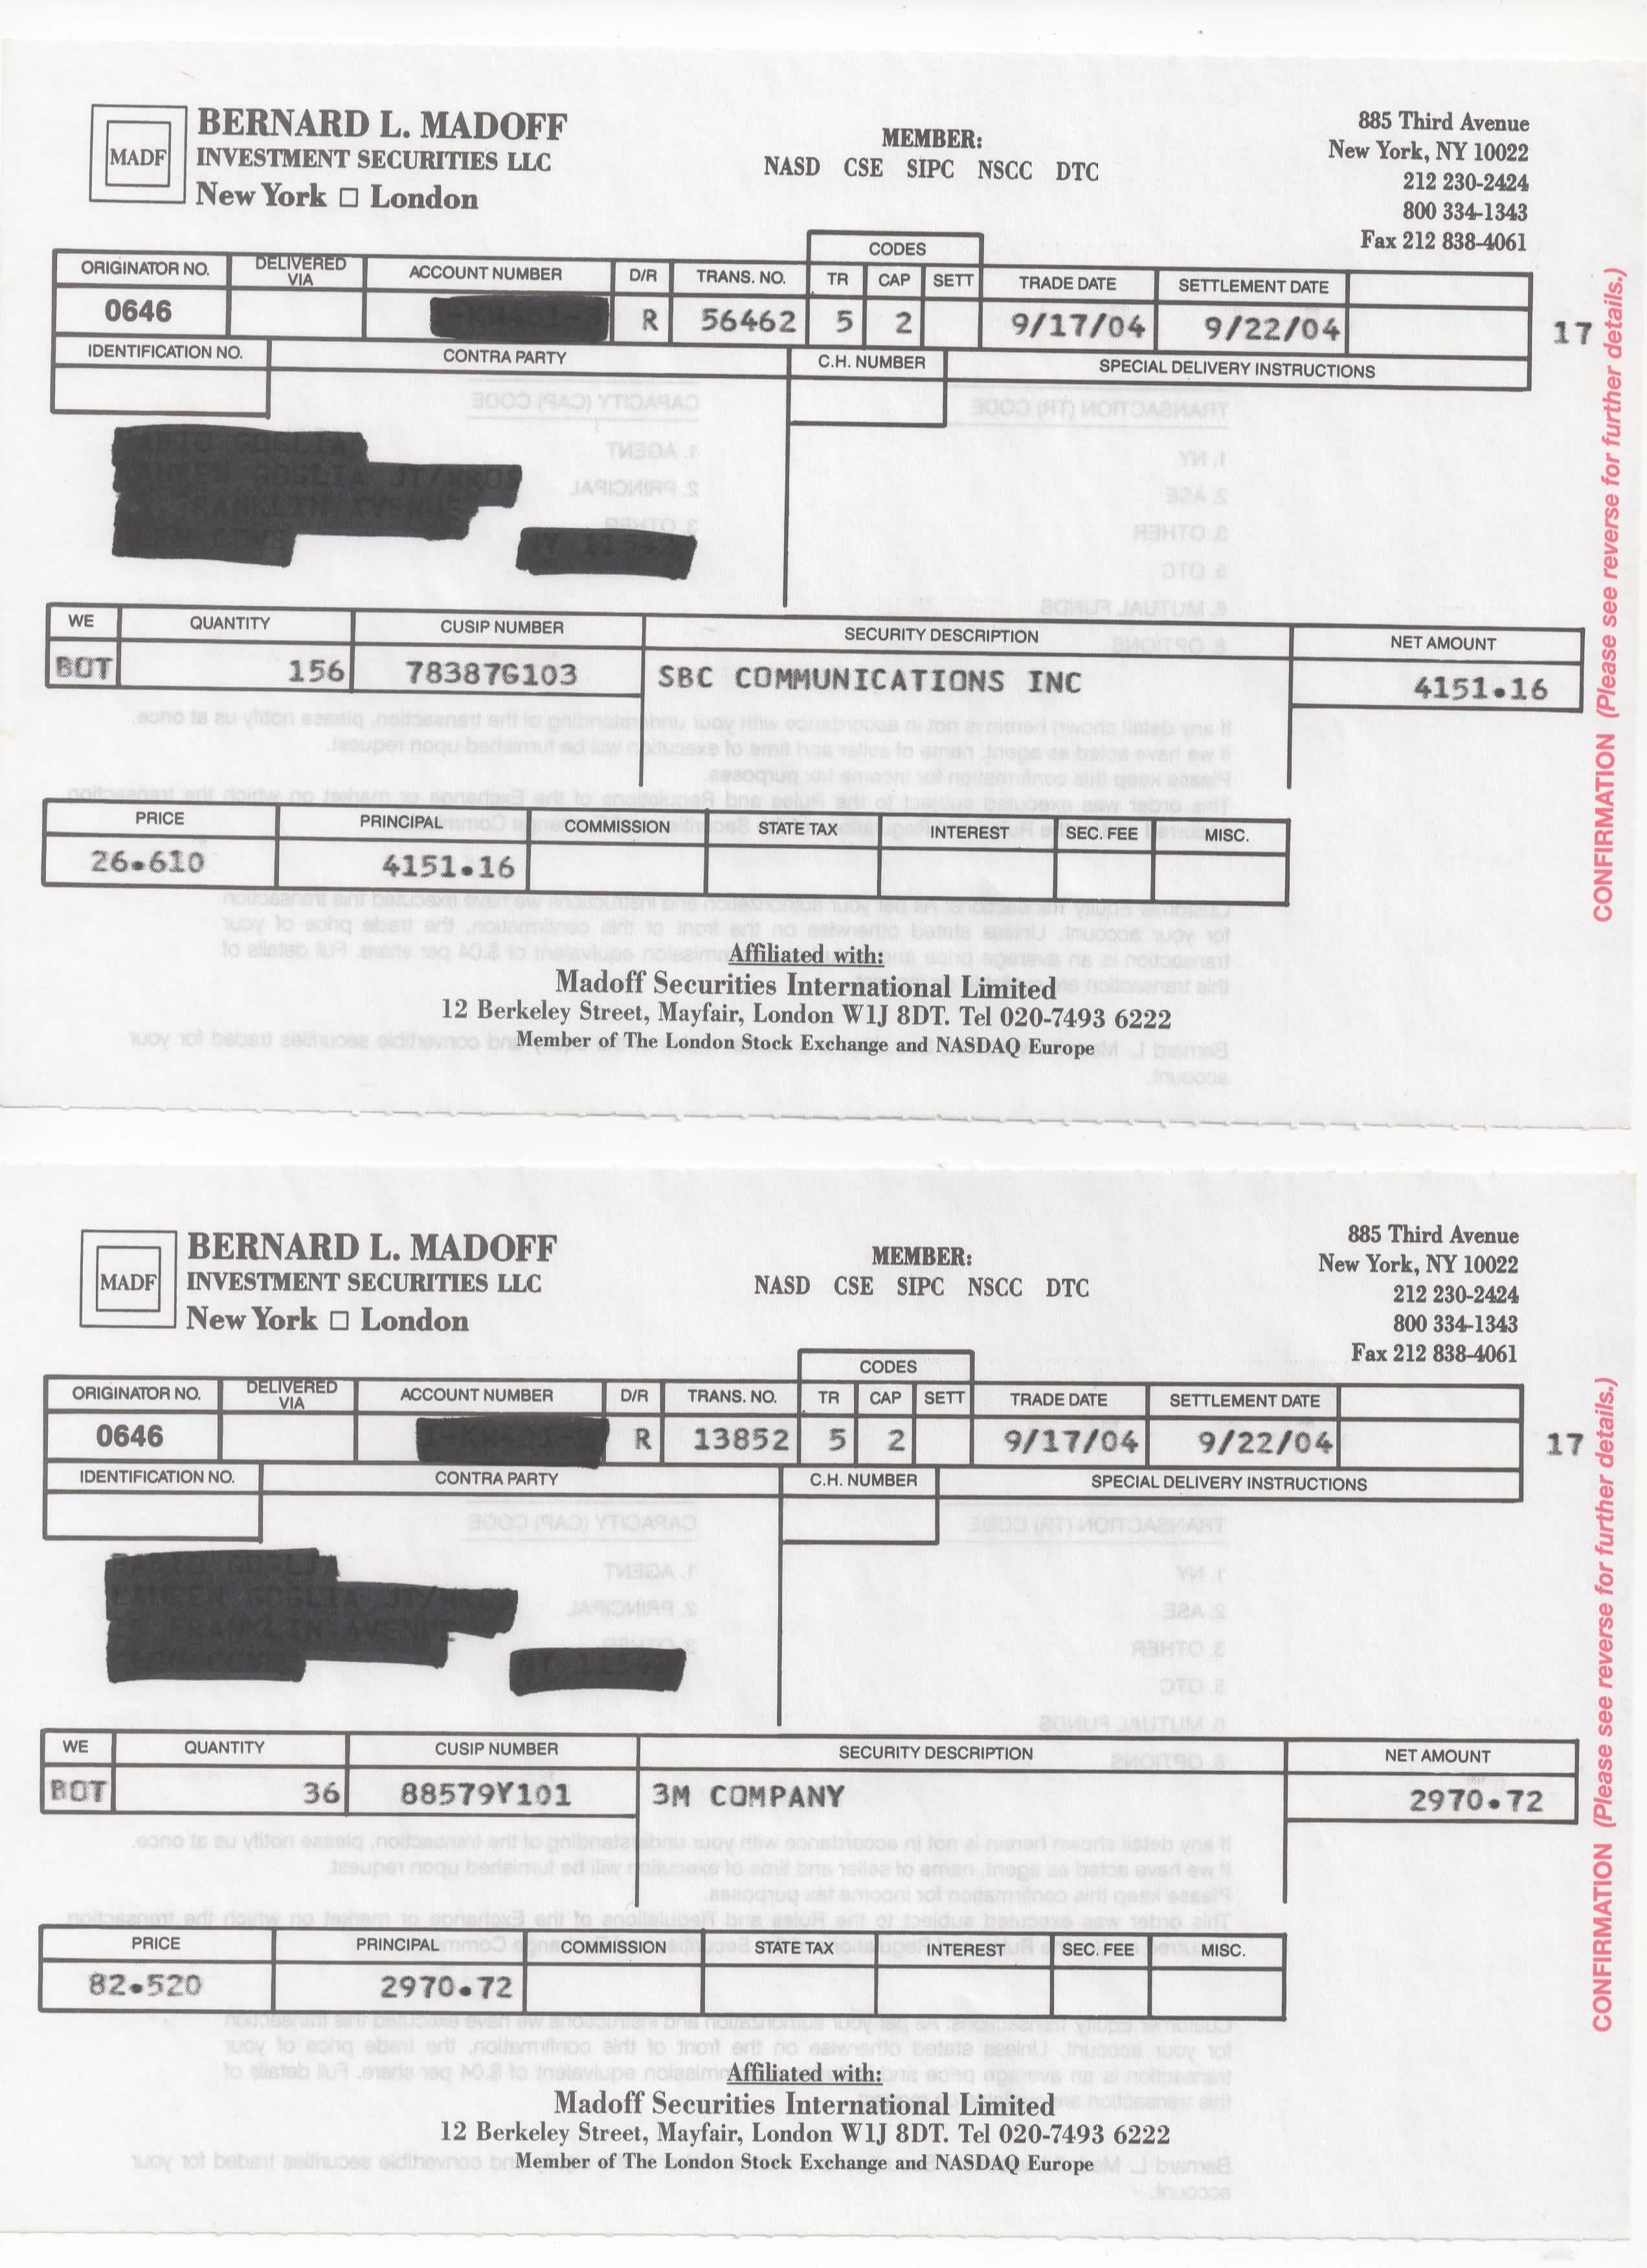 BERNARD L. MADOFF
MADF
INVESTMENT SECURITIES LLC
New York □ London
MEMBER:
NASD CSE SIPC NSCC DTC
885 Third Avenue
New York, NY 10022
212 230-2424
800 334-1343
Fax 212 838-4061
CODES
ORIGINATOR NO. DELIVERED VIA ACCOUNT NUMBER D/R TRANS. NO. TR CAP SETT TRADE DATE SETTLEMENT DATE
0646 R 56462 5 2 9/17/04 9/22/04 17
IDENTIFICATION NO. CONTRA PARTY C.H. NUMBER SPECIAL DELIVERY INSTRUCTIONS
WE QUANTITY CUSIP NUMBER SECURITY DESCRIPTION NET AMOUNT
BOT 156 78387G103 SBC COMMUNICATIONS INC 4151.16
PRICE PRINCIPAL COMMISSION STATE TAX INTEREST SEC. FEE MISC.
26.610 4151.16
Affiliated with:
Madoff Securities International Limited
12 Berkeley Street, Mayfair, London W1J 8DT. Tel 020-7493 6222
Member of The London Stock Exchange and NASDAQ Europe
CONFIRMATION (Please see reverse for further details.)
BERNARD L. MADOFF
MADF
INVESTMENT SECURITIES LLC
New York □ London
MEMBER:
NASD CSE SIPC NSCC DTC
885 Third Avenue
New York, NY 10022
212 230-2424
800 334-1343
Fax 212 838-4061
CODES
ORIGINATOR NO. DELIVERED VIA ACCOUNT NUMBER D/R TRANS. NO. TR CAP SETT TRADE DATE SETTLEMENT DATE
0646 R 13852 5 2 9/17/04 9/22/04 17
IDENTIFICATION NO. CONTRA PARTY C.H. NUMBER SPECIAL DELIVERY INSTRUCTIONS
WE QUANTITY CUSIP NUMBER SECURITY DESCRIPTION NET AMOUNT
BOT 36 88579Y101 3M COMPANY 2970.72
PRICE PRINCIPAL COMMISSION STATE TAX INTEREST SEC. FEE MISC.
82.520 2970.72
Affiliated with:
Madoff Securities International Limited
12 Berkeley Street, Mayfair, London W1J 8DT. Tel 020-7493 6222
Member of The London Stock Exchange and NASDAQ Europe
CONFIRMATION (Please see reverse for further details.)